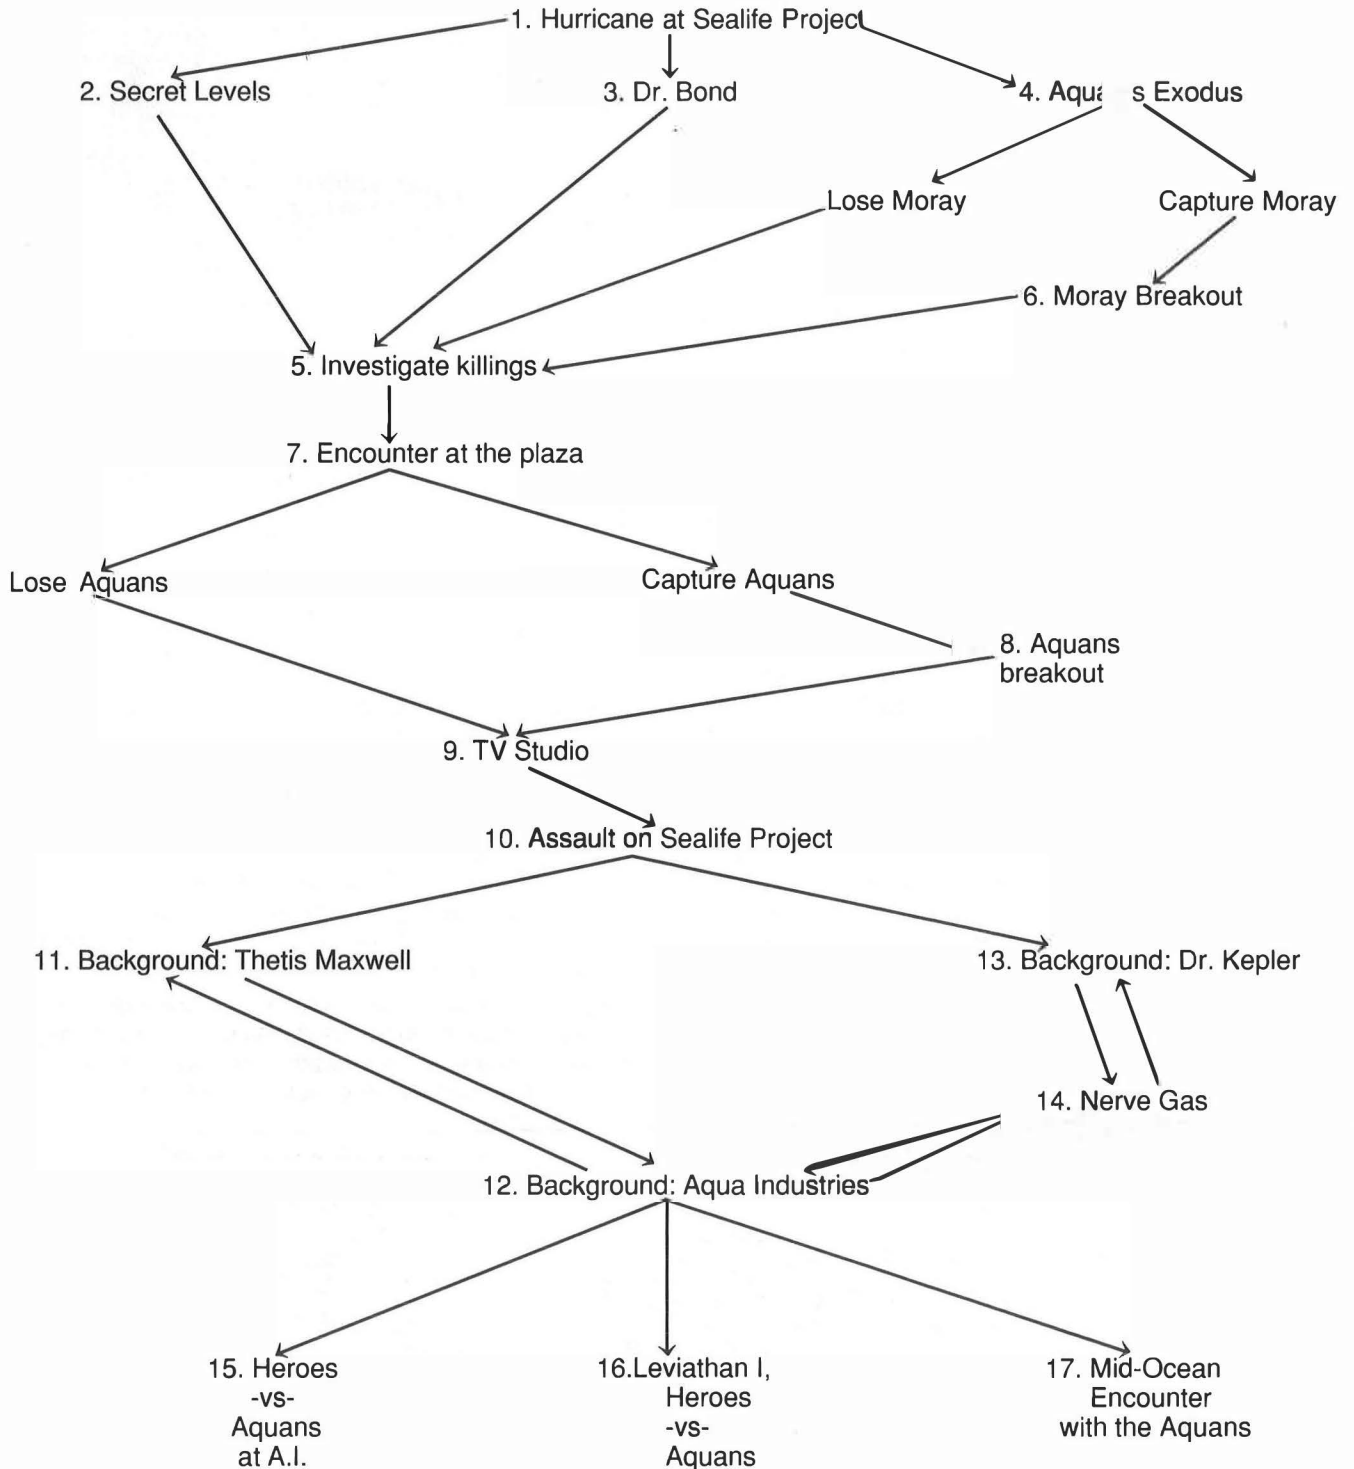 1. Hurricane at Sealife Project
2. Secret Levels
3. Dr. Bond
4. Aqua s Exodus
Lose Moray
Capture Moray
6. Moray Breakout
5. Investigate killings
7. Encounter at the plaza
Lose Aquans
Capture Aquans
8. Aquans
breakout
9. TV Studio
10. Assault on Sealife Project
11. Background: Thetis Maxwell
13. Background: Dr. Kepler
14. Nerve Gas
12. Background: Aqua Industries
15. Heroes
-vs-
Aquans
at A.I.
16.Leviathan I,
Heroes
-vs-
Aquans
17. Mid-Ocean
Encounter
with the Aquans